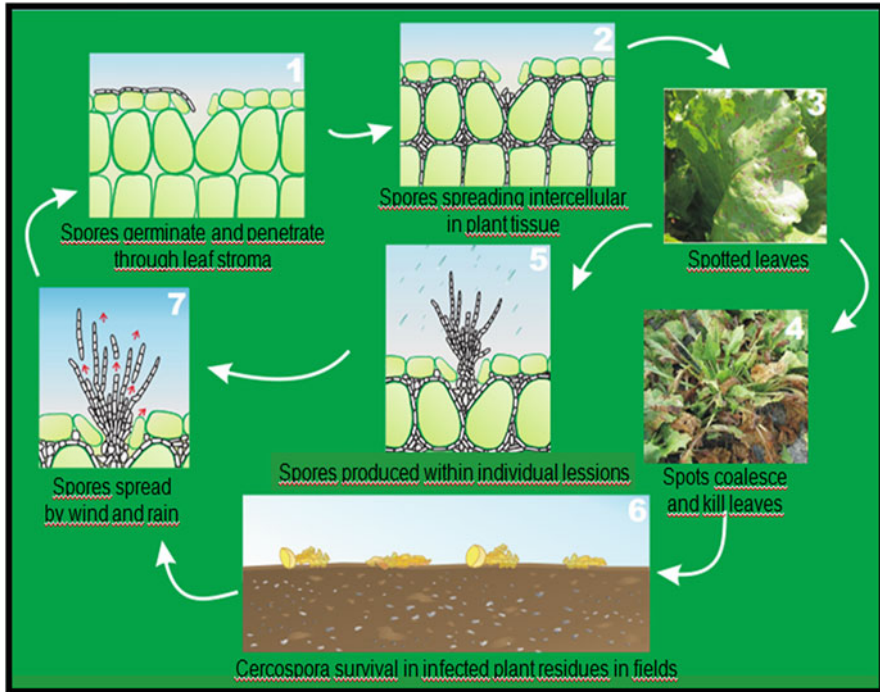 1
Spores germinate and penetrate
through leaf stroma
2
Spores spreading intercellular
in plant tissue
3
Spotted leaves
4
Spots coalesce
and kill leaves
5
Spores produced within individual lessions
6
Cercospora survival in infected plant residues in fields
7
Spores spread
by wind and rain